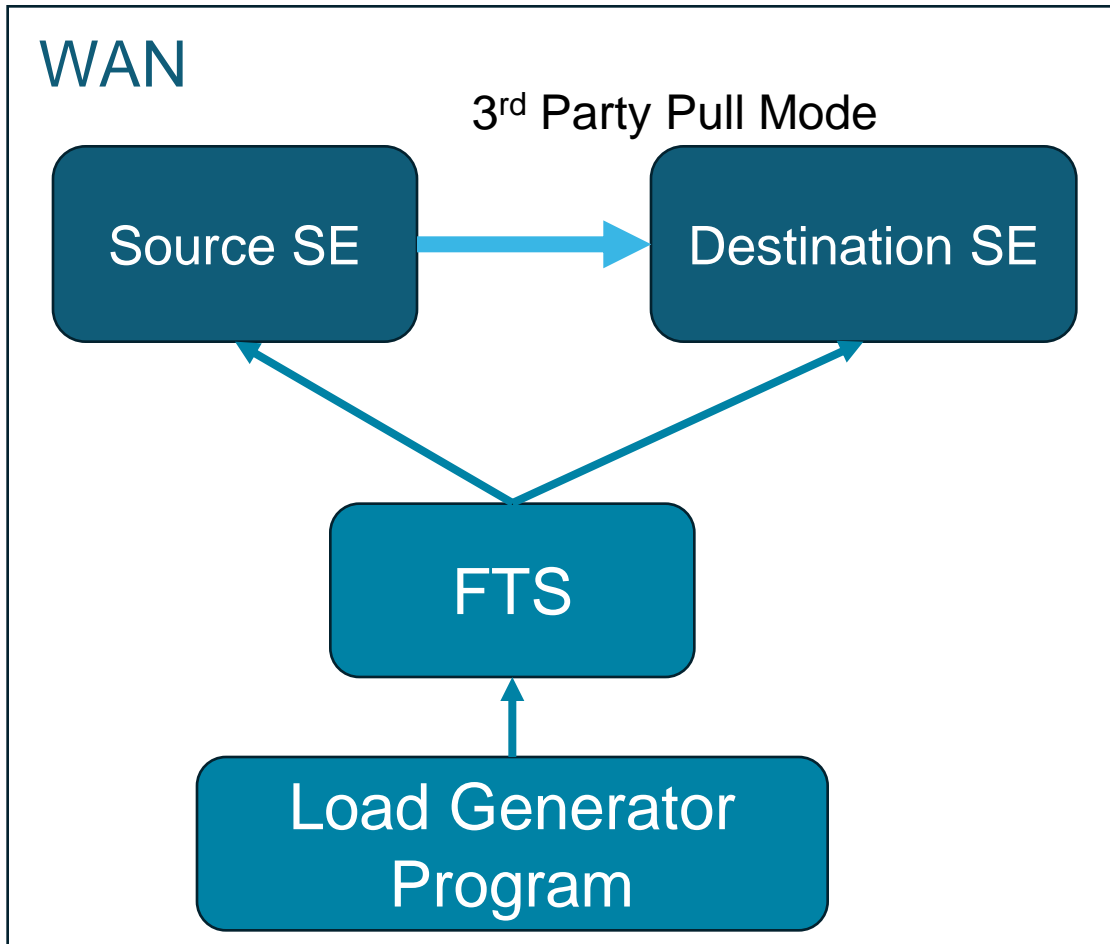 WAN
3rd Party Pull Mode
Source SE
Destination SE
FTS
Load Generator
Program